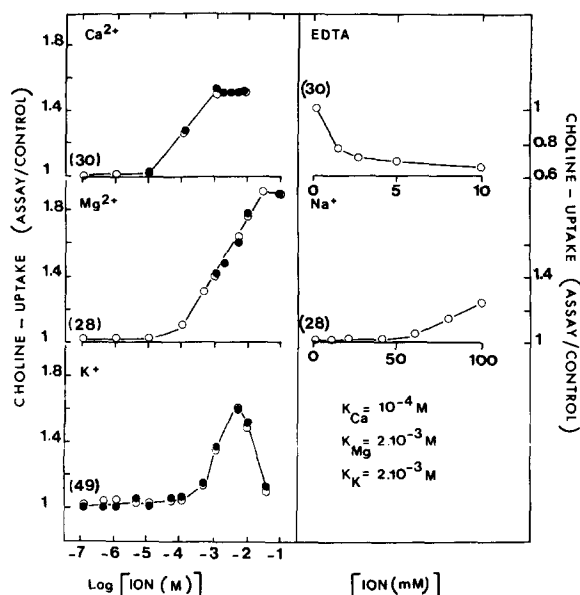 CHOLINE – UPTAKE (ASSAY/CONTROL)
Ca2+
1.8
1.4
1
(30)
Mg2+
1.8
1.4
1
(28)
K+
1.6
1.2
1
(49)
-7 -6 -5 -4 -3 -2 -1
Log [ION (M)]
EDTA
(30)
1
0.8
0.6
0 5 10
Na+
1.4
1
(28)
0 50 100
KCa= 10-4 M
KMg= 2.10-3 M
KK= 2.10-3 M
[ION (mM)]
CHOLINE – UPTAKE (ASSAY/CONTROL)